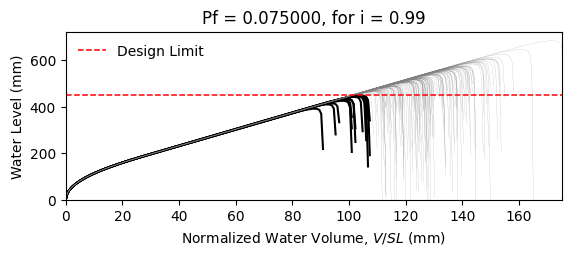 Pf = 0.075000, for i = 0.99
Design Limit
Water Level (mm)
600
400
200
0
0 20 40 60 80 100 120 140 160
Normalized Water Volume, V/SL (mm)